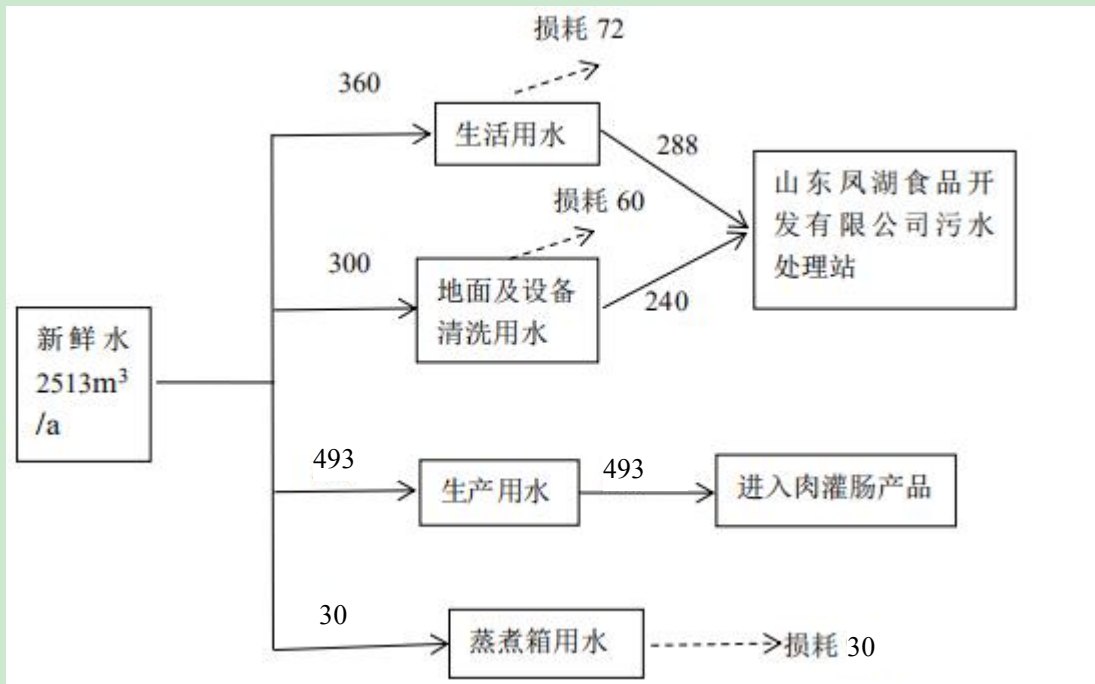 损耗 72
360
生活用水
288
山东凤湖食品开
发有限公司污水
处理站
损耗 60
300
地面及设备
清洗用水
240
新鲜水
2513m³
/a
493
生产用水
493
进入肉灌肠产品
30
蒸煮箱用水
损耗 30